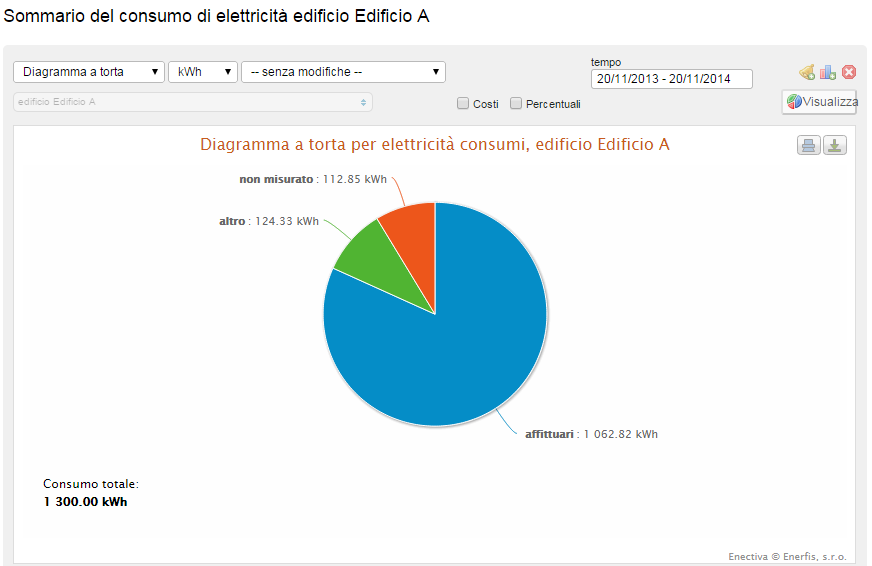 Sommario del consumo di elettricità edificio Edificio A
tempo
Diagramma a torta kWh -- senza modifiche -- 20/11/2013 - 20/11/2014
edificio Edificio A Costi Percentuali Visualizza
Diagramma a torta per elettricità consumi, edificio Edificio A
non misurato : 112.85 kWh
altro : 124.33 kWh
affittuari : 1 062.82 kWh
Consumo totale:
1 300.00 kWh
Enectiva © Enerfis, s.r.o.